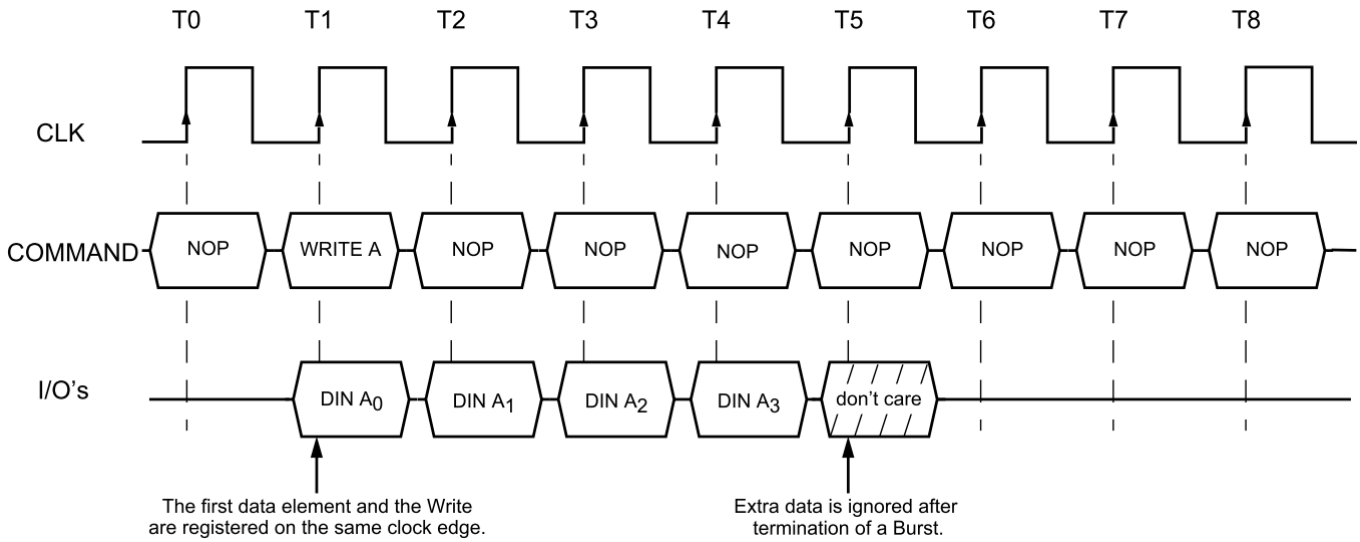 T0 T1 T2 T3 T4 T5 T6 T7 T8
CLK
COMMAND NOP WRITE A NOP NOP NOP NOP NOP NOP NOP
I/O's DIN A0 DIN A1 DIN A2 DIN A3 don't care
The first data element and the Write
are registered on the same clock edge.
Extra data is ignored after
termination of a Burst.